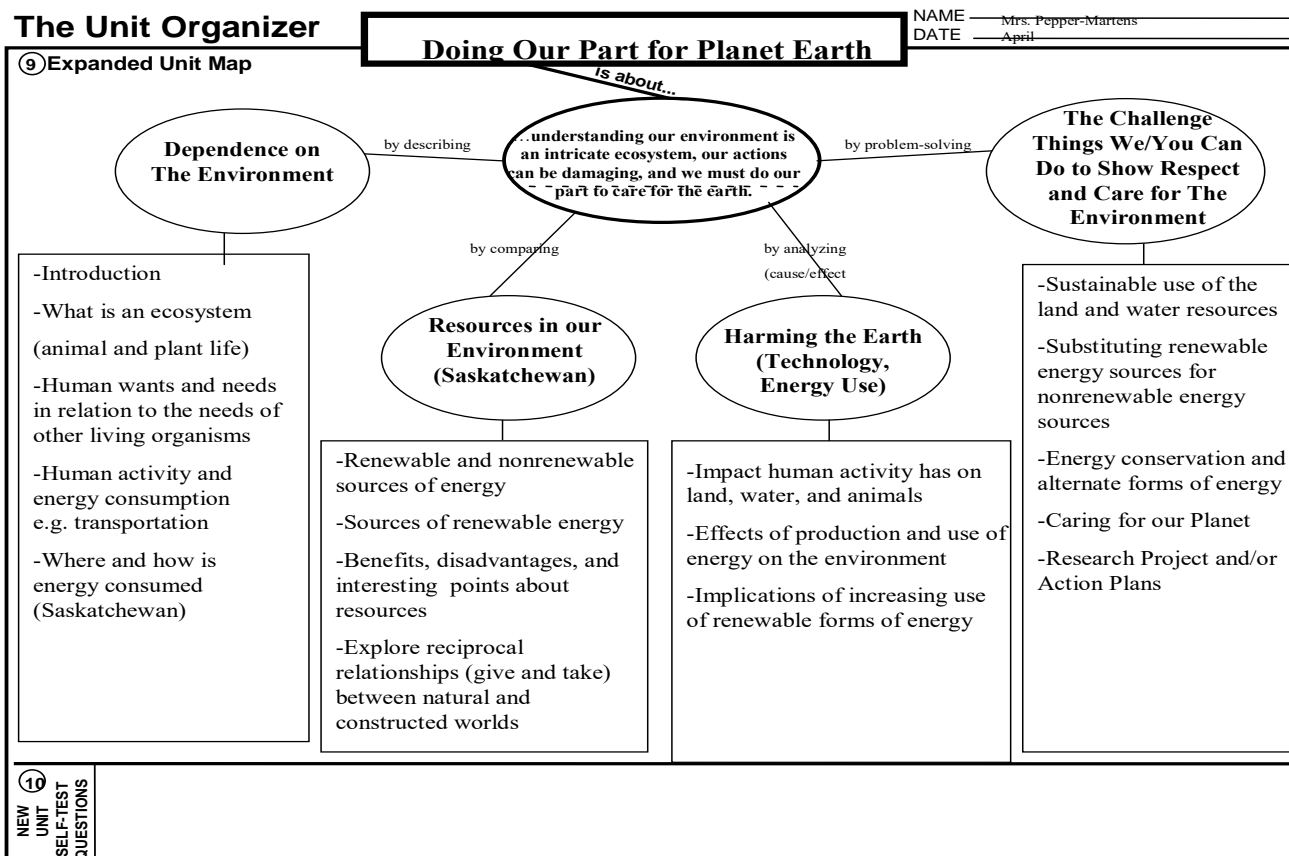 The Unit Organizer
Doing Our Part for Planet Earth
NAME Mrs. Pepper-Martens
DATE April
9 Expanded Unit Map
is about...
...understanding our environment is
an intricate ecosystem, our actions
can be damaging, and we must do our
part to care for the earth.
by describing
Dependence on
The Environment
-Introduction
-What is an ecosystem
(animal and plant life)
-Human wants and needs
in relation to the needs of
other living organisms
-Human activity and
energy consumption
e.g. transportation
-Where and how is
energy consumed
(Saskatchewan)
by comparing
Resources in our
Environment
(Saskatchewan)
-Renewable and nonrenewable
sources of energy
-Sources of renewable energy
-Benefits, disadvantages, and
interesting points about
resources
-Explore reciprocal
relationships (give and take)
between natural and
constructed worlds
by analyzing
(cause/effect
Harming the Earth
(Technology,
Energy Use)
-Impact human activity has on
land, water, and animals
-Effects of production and use of
energy on the environment
-Implications of increasing use
of renewable forms of energy
by problem-solving
The Challenge
Things We/You Can
Do to Show Respect
and Care for The
Environment
-Sustainable use of the
land and water resources
-Substituting renewable
energy sources for
nonrenewable energy
sources
-Energy conservation and
alternate forms of energy
-Caring for our Planet
-Research Project and/or
Action Plans
10
NEW
UNIT
SELF-TEST
QUESTIONS